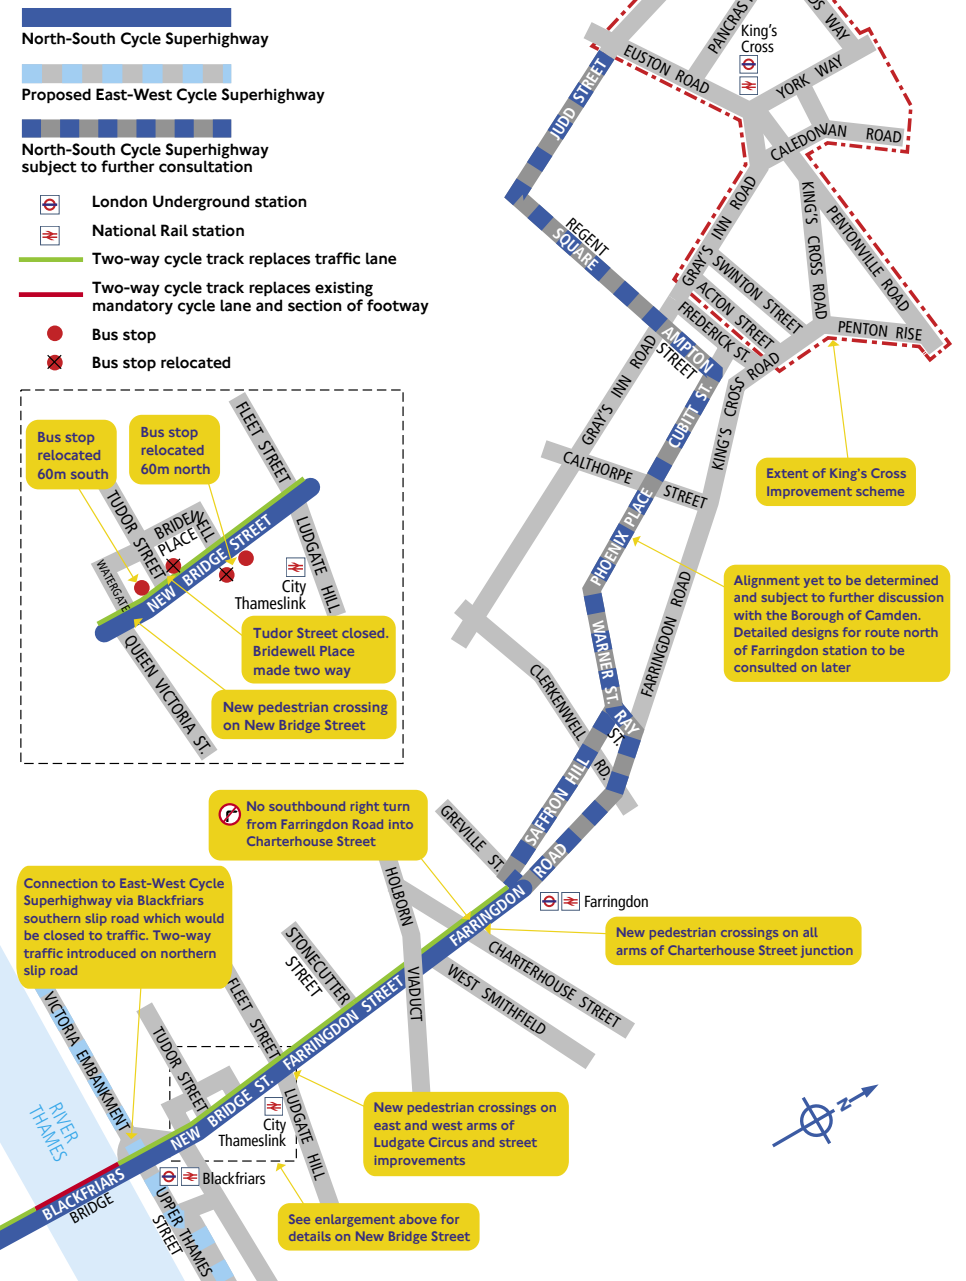 North-South Cycle Superhighway
Proposed East-West Cycle Superhighway
North-South Cycle Superhighway
subject to further consultation
London Underground station
National Rail station
Two-way cycle track replaces traffic lane
Two-way cycle track replaces existing
mandatory cycle lane and section of footway
Bus stop
Bus stop relocated
PANCRAS
DS WAY
King's
Cross
EUSTON ROAD
YORK WAY
JUDD STREET
CALEDON
IAN ROAD
GRAY'S INN ROAD
KING'S CROSS ROAD
PENTONVILLE ROAD
REGENT
SQUARE
SWINTON STREET
ACTON STREET
FREDERICK ST.
PENTON RISE
AMPTON
STREET
GRAY'S INN ROAD
CUBITT ST.
KING'S CROSS ROAD
CALTHORPE STREET
Extent of King's Cross
Improvement scheme
PHOENIX PLACE
Alignment yet to be determined
and subject to further discussion
with the Borough of Camden.
Detailed designs for route north
of Farringdon station to be
consulted on later
WARNER ST.
FARRINGDON ROAD
CLERKENWELL RD.
RAY
ST.
SAFFRON HILL
FARRINGDON ROAD
Bus stop
relocated
60m south
Bus stop
relocated
60m north
FLEET STREET
TUDOR STREET
BRIDEWELL
PLACE
WATERGATE
NEW BRIDGE STREET
LUDGATE HILL
City
Thameslink
Tudor Street closed.
Bridewell Place
made two way
QUEEN VICTORIA ST.
New pedestrian crossing
on New Bridge Street
No southbound right turn
from Farringdon Road into
Charterhouse Street
GREVILLE ST.
Farringdon
HOLBORN
VIADUCT
New pedestrian crossings on all
arms of Charterhouse Street junction
CHARTERHOUSE STREET
WEST SMITHFIELD
Connection to East-West Cycle
Superhighway via Blackfriars
southern slip road which would
be closed to traffic. Two-way
traffic introduced on northern
slip road
STONECUTTER
STREET
FARRINGDON STREET
FLEET STREET
VICTORIA EMBANKMENT
TUDOR STREET
NEW BRIDGE ST.
LUDGATE HILL
City
Thameslink
New pedestrian crossings on
east and west arms of
Ludgate Circus and street
improvements
N
RIVER
THAMES
BLACKFRIARS
BRIDGE
Blackfriars
UPPER THAMES
STREET
See enlargement above for
details on New Bridge Street